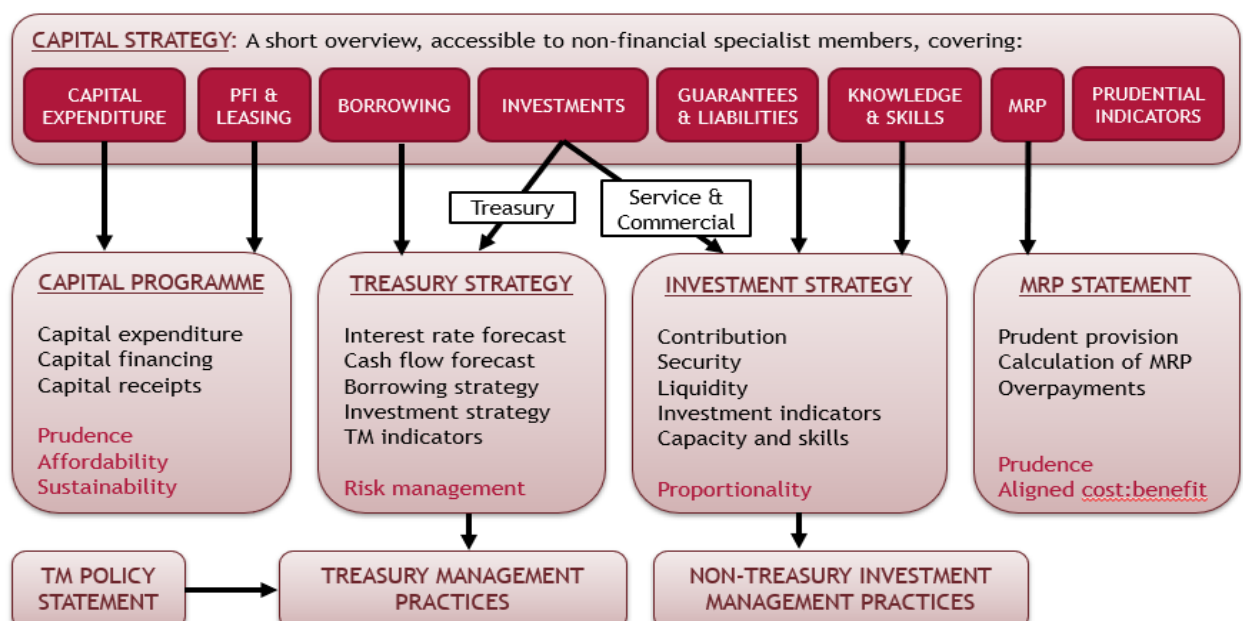 CAPITAL STRATEGY: A short overview, accessible to non-financial specialist members, covering:
CAPITAL
EXPENDITURE
PFI &
LEASING
BORROWING
INVESTMENTS
GUARANTEES
& LIABILITIES
KNOWLEDGE
& SKILLS
MRP
PRUDENTIAL
INDICATORS
Treasury
Service &
Commercial
CAPITAL PROGRAMME
Capital expenditure
Capital financing
Capital receipts
Prudence
Affordability
Sustainability
TREASURY STRATEGY
Interest rate forecast
Cash flow forecast
Borrowing strategy
Investment strategy
TM indicators
Risk management
INVESTMENT STRATEGY
Contribution
Security
Liquidity
Investment indicators
Capacity and skills
Proportionality
MRP STATEMENT
Prudent provision
Calculation of MRP
Overpayments
Prudence
Aligned cost:benefit
TM POLICY
STATEMENT
TREASURY MANAGEMENT
PRACTICES
NON-TREASURY INVESTMENT
MANAGEMENT PRACTICES